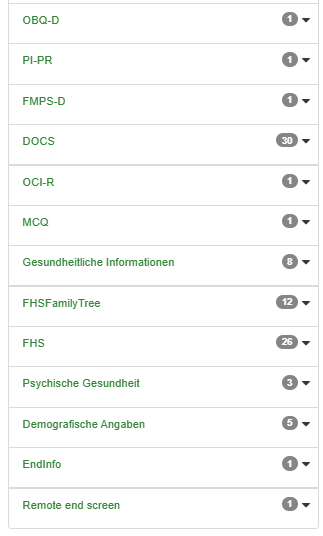 OBQ-D 1
PI-PR 1
FMPS-D 1
DOCS 30
OCI-R 1
MCQ 1
Gesundheitliche Informationen 8
FHSFamilyTree 12
FHS 26
Psychische Gesundheit 3
Demografische Angaben 5
EndInfo 1
Remote end screen 1